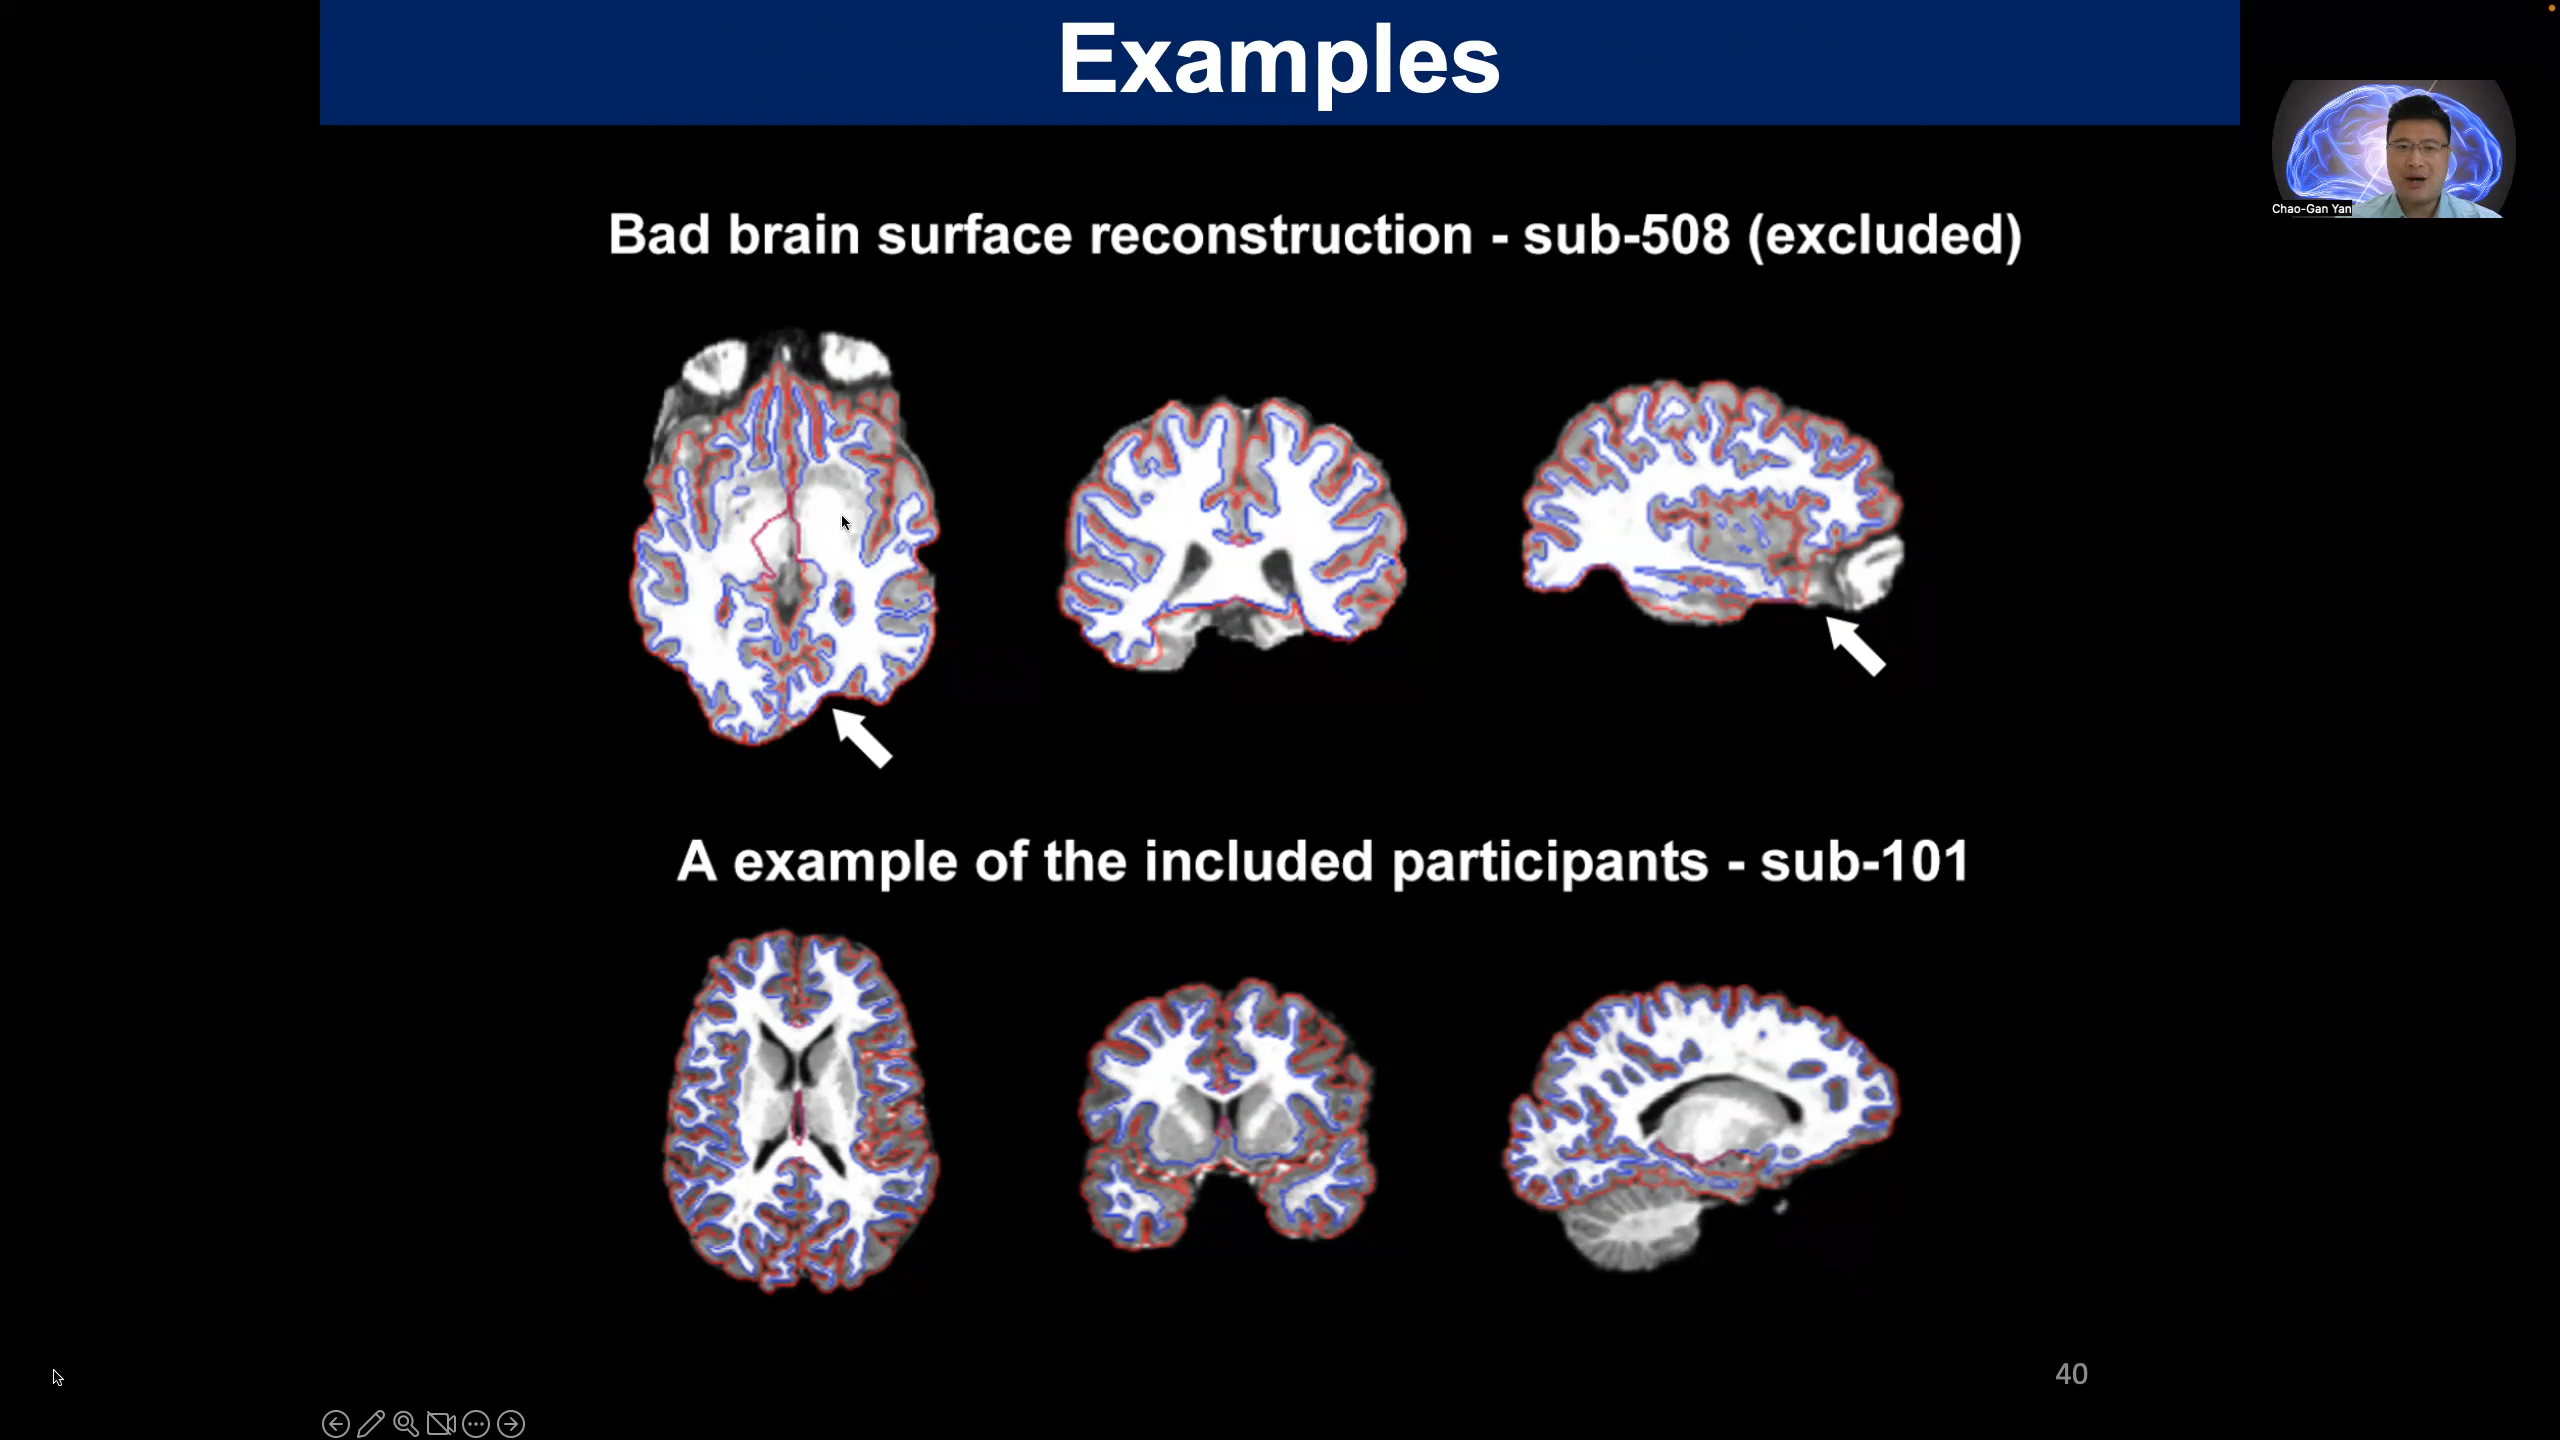 Examples
Chao-Gan Yan
Bad brain surface reconstruction - sub-508 (excluded)
A example of the included participants - sub-101
40